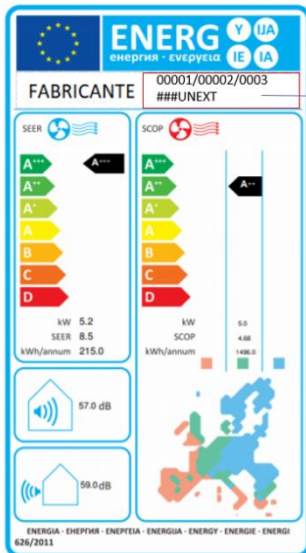 ENERG
енергия · ενεργεια
Y IJA
IE IA
FABRICANTE
00001/00002/0003
###UNEXT
SEER
A+++
A++
A+
A
B
C
D
A+++
kW 5.2
SEER 8.5
kWh/annum 215.0
SCOP
A+++
A++
A+
A
B
C
D
A++
kW 5.0
SCOP 4.68
kWh/annum 1496.0
57.0 dB
59.0 dB
ENERGIA · ЕНЕРГИЯ · ΕΝΕΡΓΕΙΑ · ENERGIJA · ENERGY · ENERGIE · ENERGI
626/2011